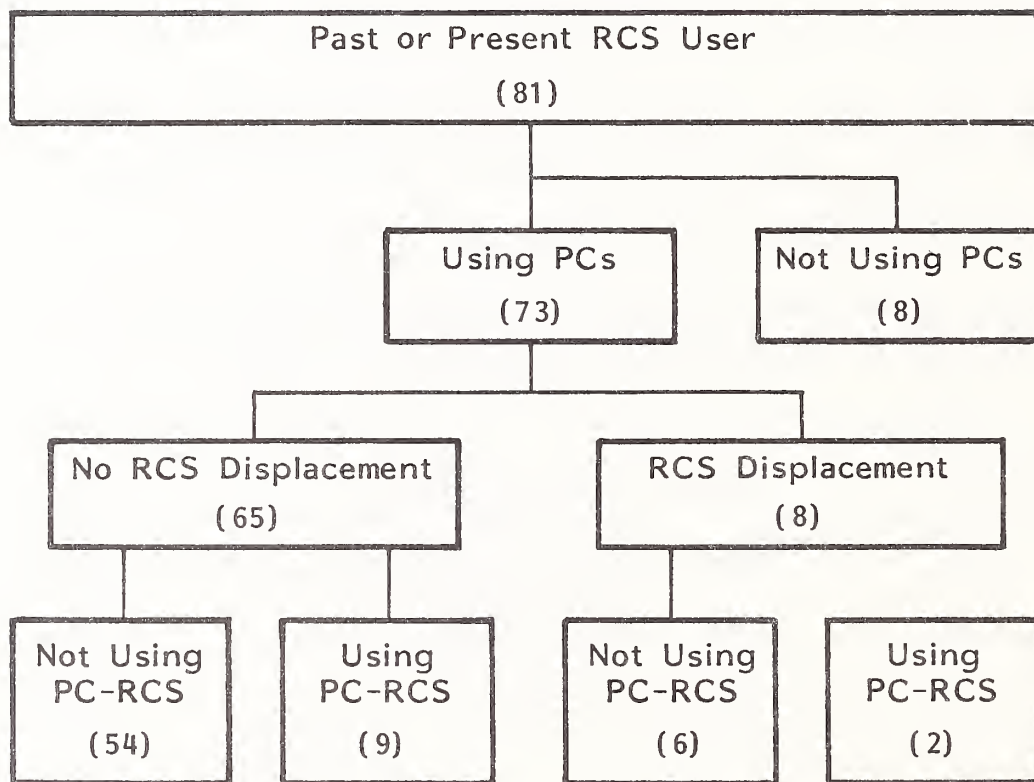 Past or Present RCS User
(81)
Using PCs
(73)
Not Using PCs
(8)
No RCS Displacement
(65)
RCS Displacement
(8)
Not Using
PC-RCS
(54)
Using
PC-RCS
(9)
Not Using
PC-RCS
(6)
Using
PC-RCS
(2)